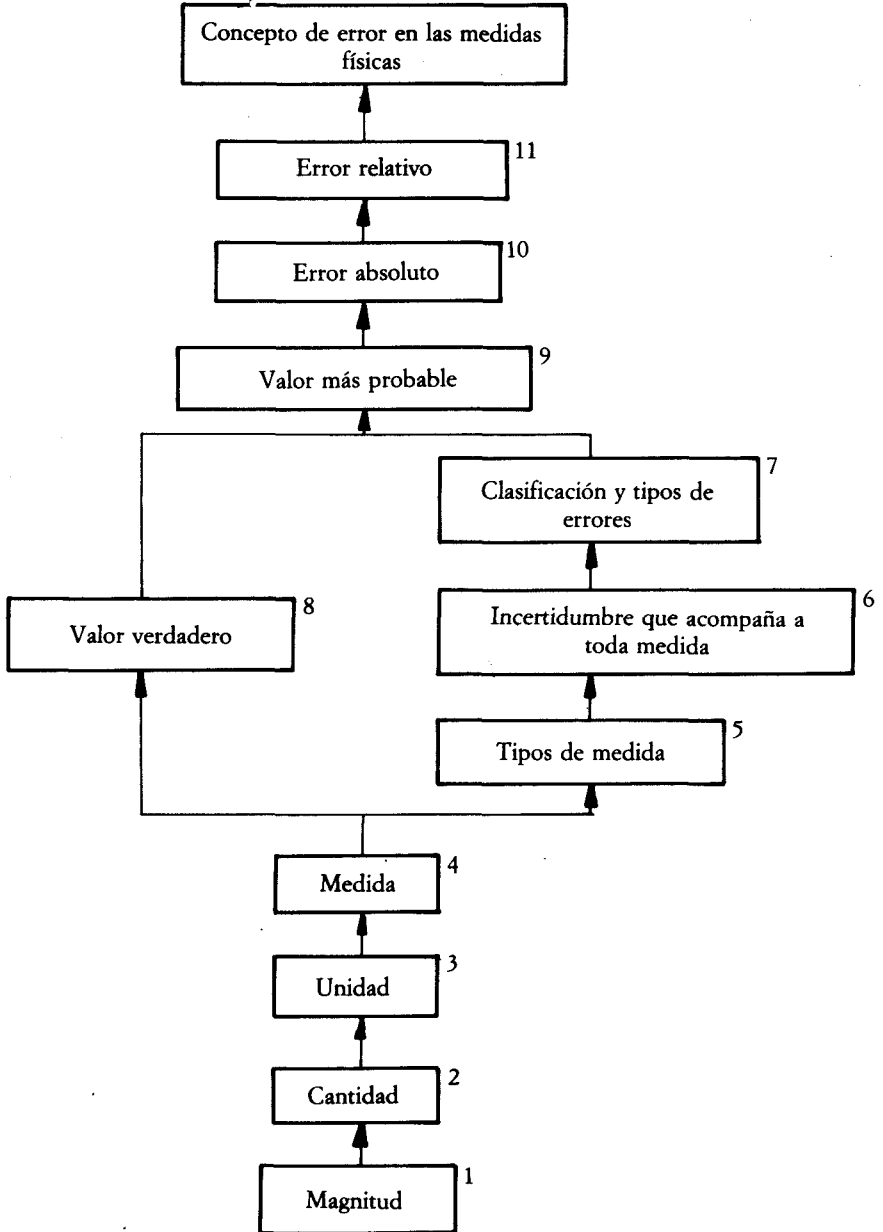 Concepto de error en las medidas
físicas
Error relativo
11
Error absoluto
10
Valor más probable
9
Clasificación y tipos de
errores
7
Valor verdadero
8
Incertidumbre que acompaña a
toda medida
6
Tipos de medida
5
Medida
4
Unidad
3
Cantidad
2
Magnitud
1